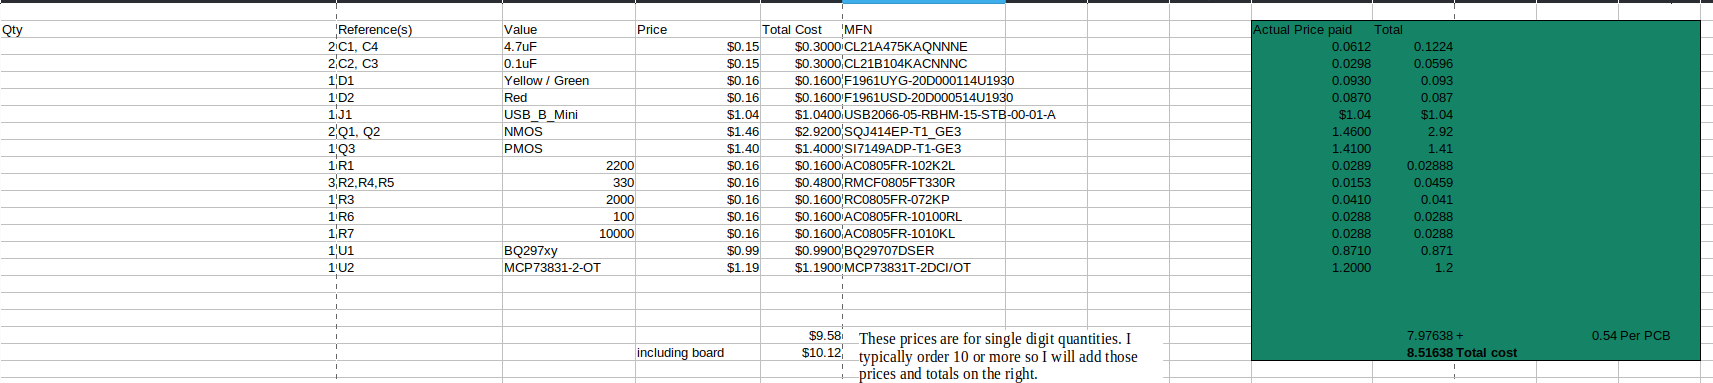 Qty Reference(s) Value Price Total Cost MFN Actual Price paid Total
2 C1, C4 4.7uF $0.15 $0.3000 CL21A475KAQNNNE 0.0612 0.1224
2 C2, C3 0.1uF $0.15 $0.3000 CL21B104KACNNNC 0.0298 0.0596
1 D1 Yellow / Green $0.16 $0.1600 F1961UYG-20D000114U1930 0.0930 0.093
1 D2 Red $0.16 $0.1600 F1961USD-20D000514U1930 0.0870 0.087
1 J1 USB_B_Mini $1.04 $1.0400 USB2066-05-RBHM-15-STB-00-01-A $1.04 $1.04
2 Q1, Q2 NMOS $1.46 $2.9200 SQJ414EP-T1_GE3 1.4600 2.92
1 Q3 PMOS $1.40 $1.4000 SI7149ADP-T1-GE3 1.4100 1.41
1 R1 2200 $0.16 $0.1600 AC0805FR-102K2L 0.0289 0.02888
3 R2,R4,R5 330 $0.16 $0.4800 RMCF0805FT330R 0.0153 0.0459
1 R3 2000 $0.16 $0.1600 RC0805FR-072KP 0.0410 0.041
1 R6 100 $0.16 $0.1600 AC0805FR-10100RL 0.0288 0.0288
1 R7 10000 $0.16 $0.1600 AC0805FR-1010KL 0.0288 0.0288
1 U1 BQ297xy $0.99 $0.9900 BQ29707DSER 0.8710 0.871
1 U2 MCP73831-2-OT $1.19 $1.1900 MCP73831T-2DCI/OT 1.2000 1.2
$9.58 7.97638 + 0.54 Per PCB
including board $10.12 8.51638 Total cost
These prices are for single digit quantities. I
typically order 10 or more so I will add those
prices and totals on the right.